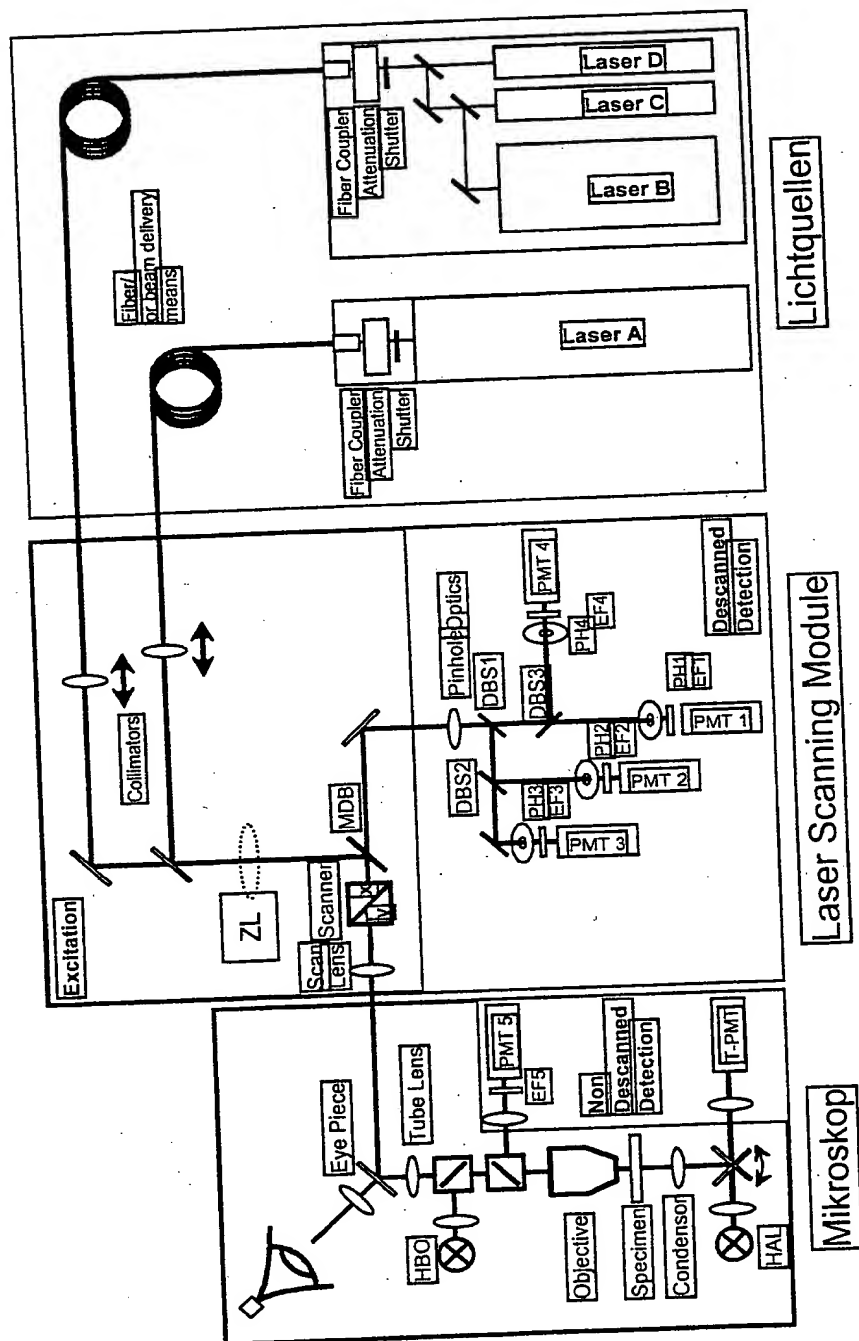 Laser D
Laser C
Laser B
Fiber Coupler
Attenuation
Shutter
Fiber/
or beam delivery
means
Laser A
Fiber Coupler
Attenuation
Shutter
Lichtquellen
Excitation
Collimators
ZL
MDB
Scanner
x
y
Scan
Lens
Pinhole Optics
DBS1
DBS2
DBS3
PMT 4
PH4
EF4
PH1
EF1
PMT 1
PH2
EF2
PMT 2
PH3
EF3
PMT 3
Descanned
Detection
Laser Scanning Module
Eye Piece
Tube Lens
HBO
PMT 5
EF5
Non
Descanned
Detection
Objective
Specimen
Condensor
HAL
T-PMT
Mikroskop